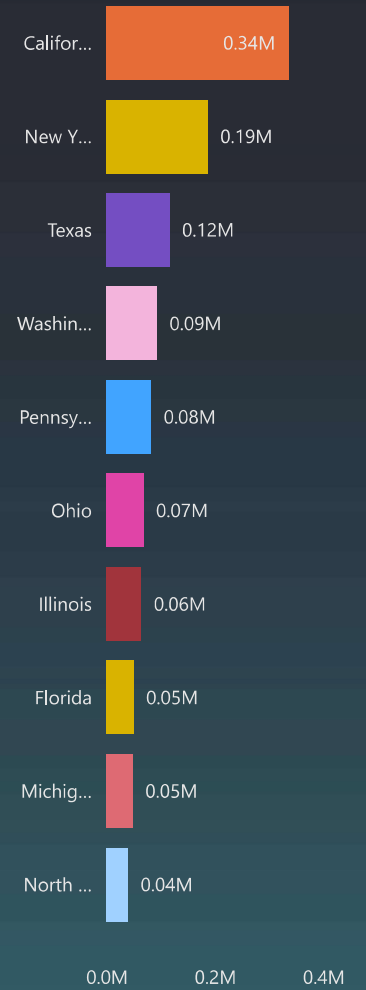 Califor... 0.34M
New Y... 0.19M
Texas 0.12M
Washin... 0.09M
Pennsy... 0.08M
Ohio 0.07M
Illinois 0.06M
Florida 0.05M
Michig... 0.05M
North ... 0.04M
0.0M 0.2M 0.4M